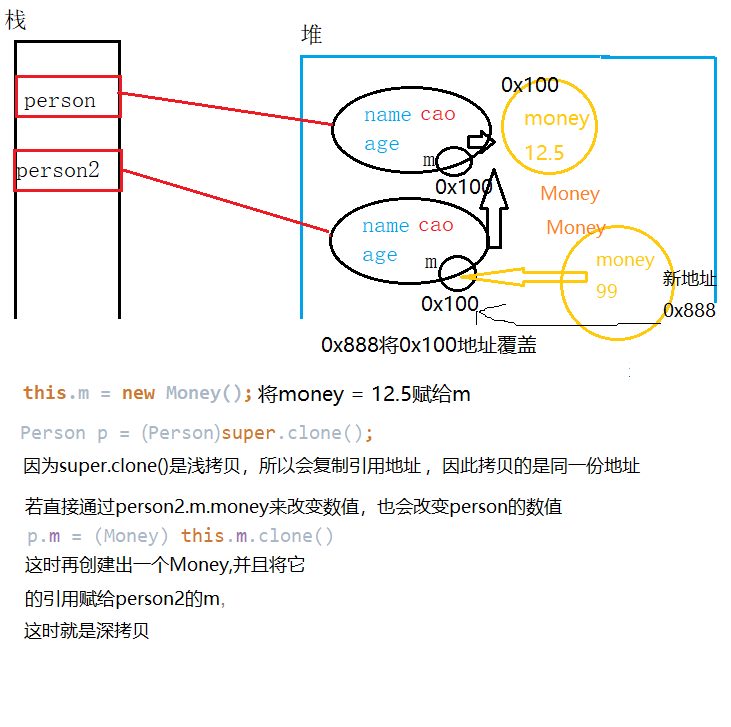 栈
堆
person
person2
name cao
age
m
0x100
0x100
money
12.5
Money
Money
name cao
age
m
0x100
money
99
新地址
0x888
0x888将0x100地址覆盖
this.m = new Money(); 将money = 12.5赋给m
Person p = (Person)super.clone();
因为super.clone()是浅拷贝，所以会复制引用地址，因此拷贝的是同一份地址
若直接通过person2.m.money来改变数值，也会改变person的数值
p.m = (Money) this.m.clone()
这时再创建出一个Money,并且将它
的引用赋给person2的m,
这时就是深拷贝